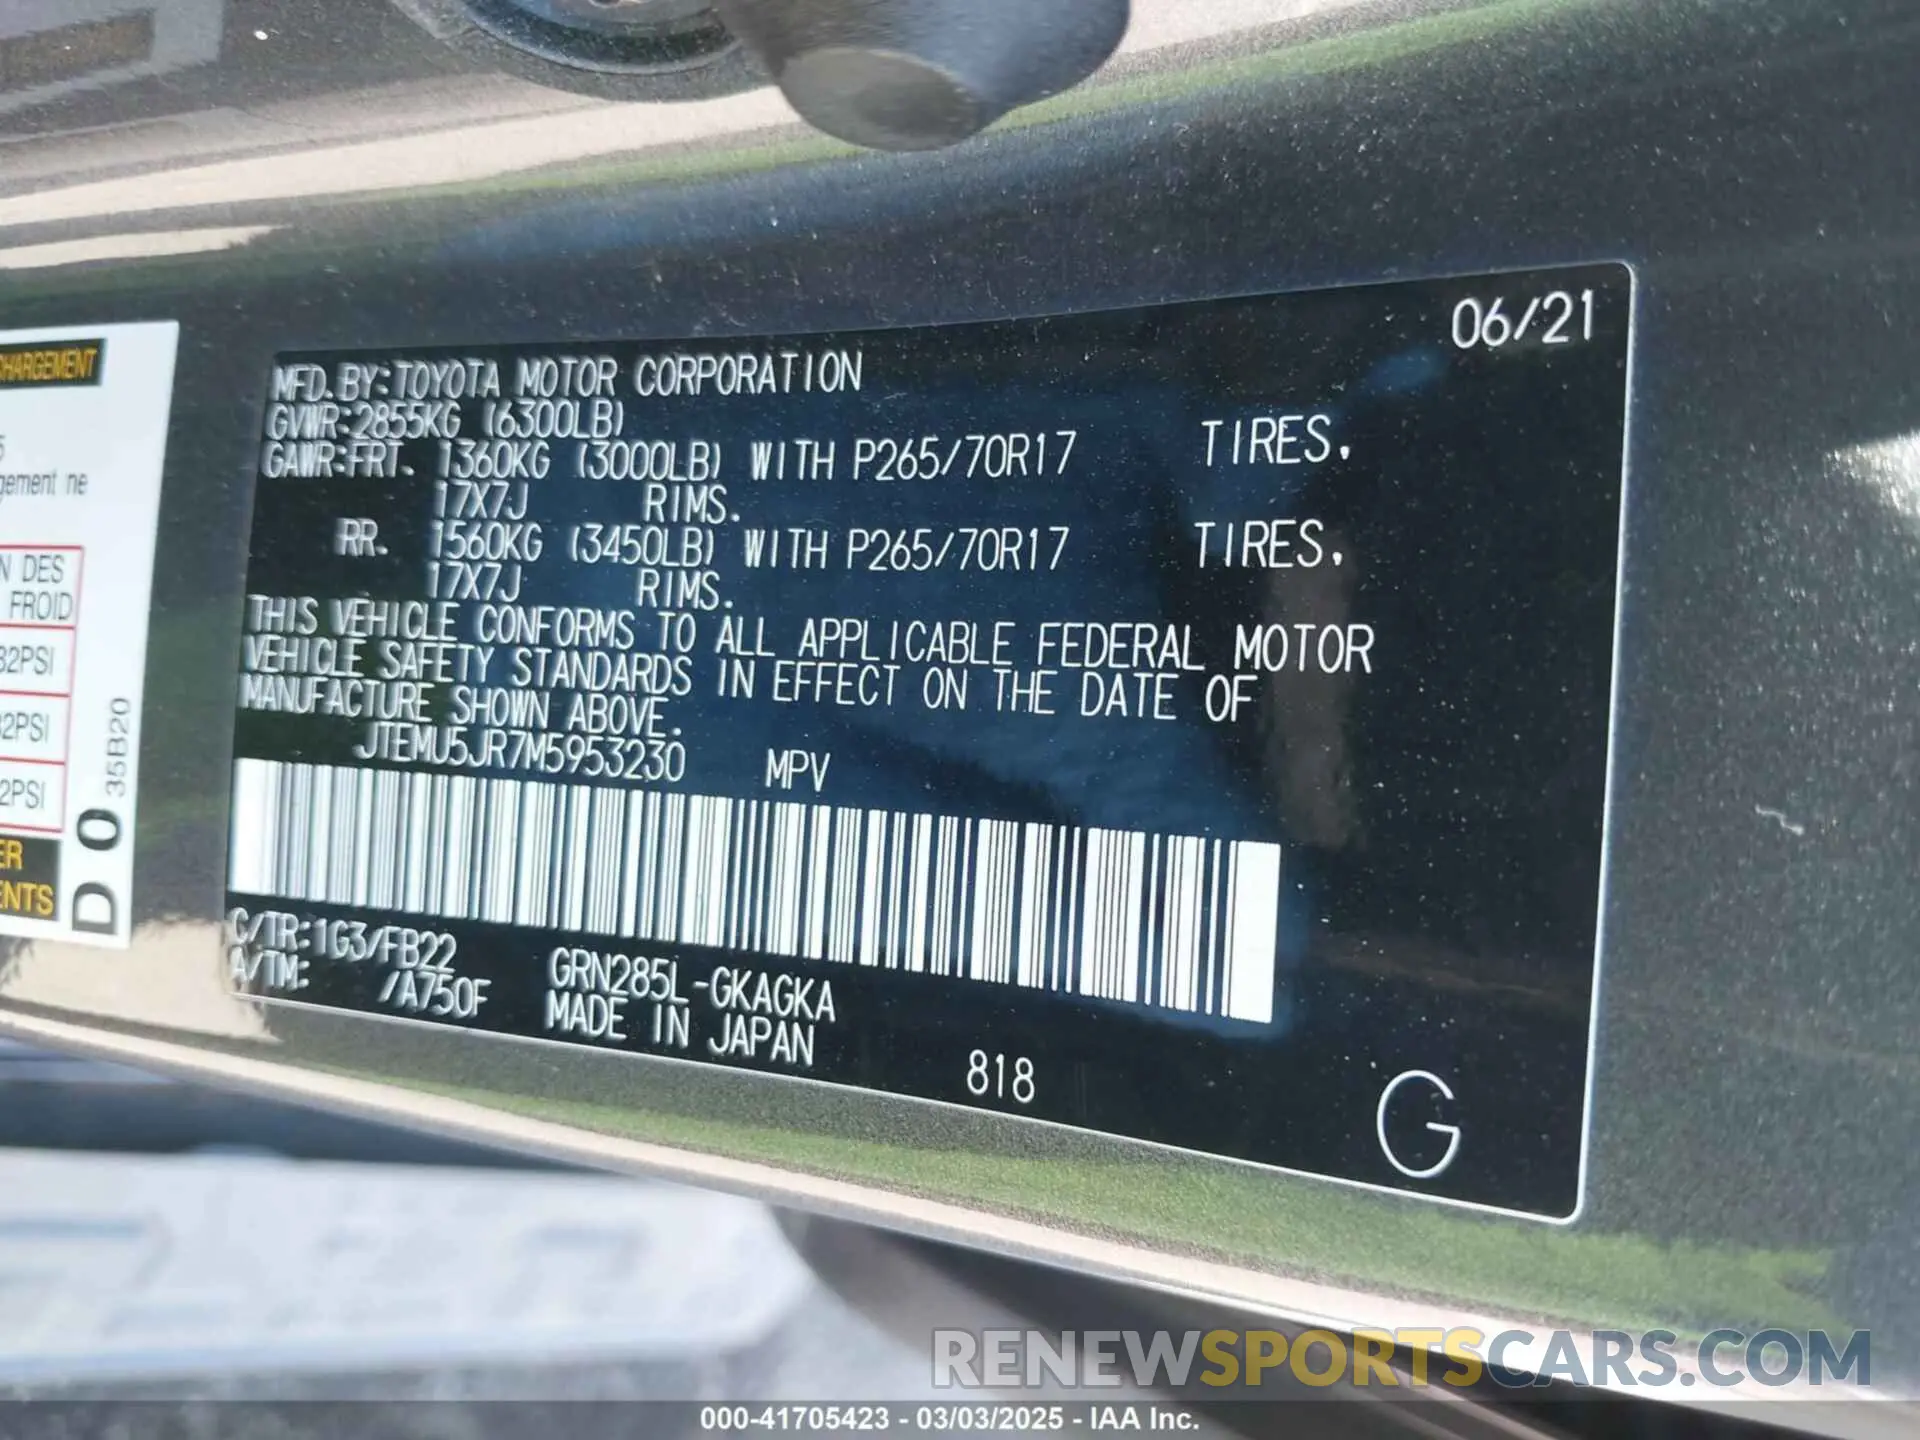 CHARGEMENT
gement ne
N DES
FROID
32PSI
32PSI
2PSI
ER
ENTS
D 0 35B20
06/21
MFD.BY:TOYOTA MOTOR CORPORATION
GVWR:2855KG (6300LB)
GAWR:FRT. 1360KG (3000LB) WITH P265/70R17 TIRES.
17X7J RIMS.
RR. 1560KG (3450LB) WITH P265/70R17 TIRES.
17X7J RIMS.
THIS VEHICLE CONFORMS TO ALL APPLICABLE FEDERAL MOTOR
VEHICLE SAFETY STANDARDS IN EFFECT ON THE DATE OF
MANUFACTURE SHOWN ABOVE.
JTEMU5JR7M5953230 MPV
C/TR:1G3/FB22
A/TM: /A750F
GRN285L-GKAGKA
MADE IN JAPAN
818
G
RENEWSPORTSCARS.COM
000-41705423 - 03/03/2025 - IAA Inc.